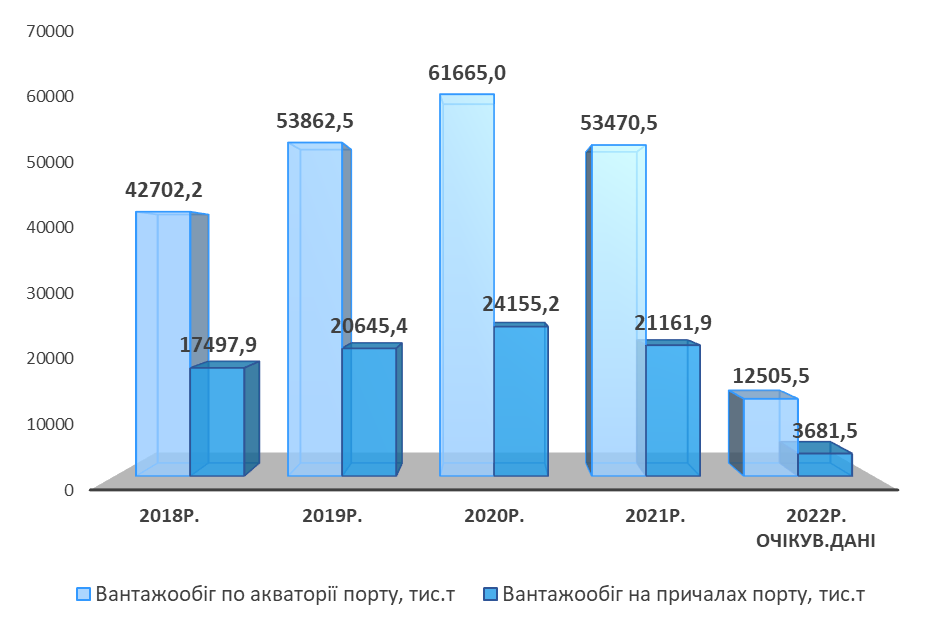 70000
60000
50000
40000
30000
20000
10000
0
42702,2
17497,9
53862,5
20645,4
61665,0
24155,2
53470,5
21161,9
12505,5
3681,5
2018Р.
2019Р.
2020Р.
2021Р.
2022Р.
ОЧІКУВ.ДАНІ
Вантажообіг по акваторії порту, тис.т
Вантажообіг на причалах порту, тис.т